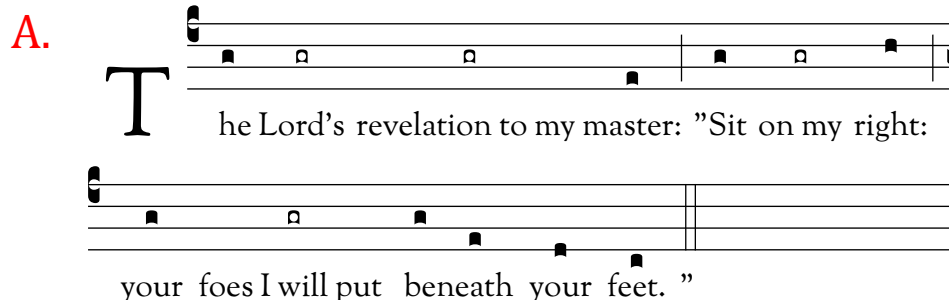 A.
The Lord's revelation to my master: ”Sit on my right:
your foes I will put beneath your feet. ”